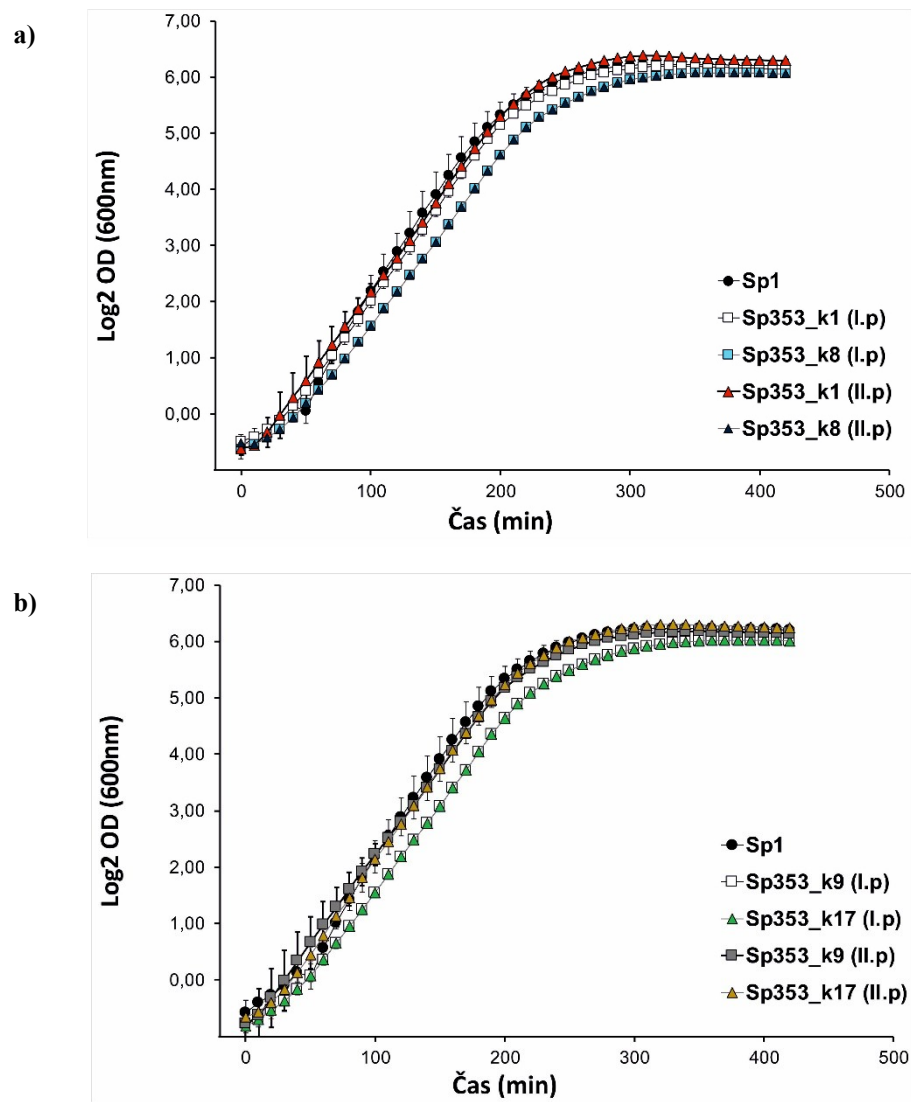 a)
7,00
6,00
5,00
4,00
3,00
2,00
1,00
0,00
Log2 OD (600nm)
Sp1
Sp353_k1 (I.p)
Sp353_k8 (I.p)
Sp353_k1 (II.p)
Sp353_k8 (II.p)
0 100 200 300 400 500
Čas (min)
b)
7,00
6,00
5,00
4,00
3,00
2,00
1,00
0,00
Log2 OD (600nm)
Sp1
Sp353_k9 (I.p)
Sp353_k17 (I.p)
Sp353_k9 (II.p)
Sp353_k17 (II.p)
0 100 200 300 400 500
Čas (min)